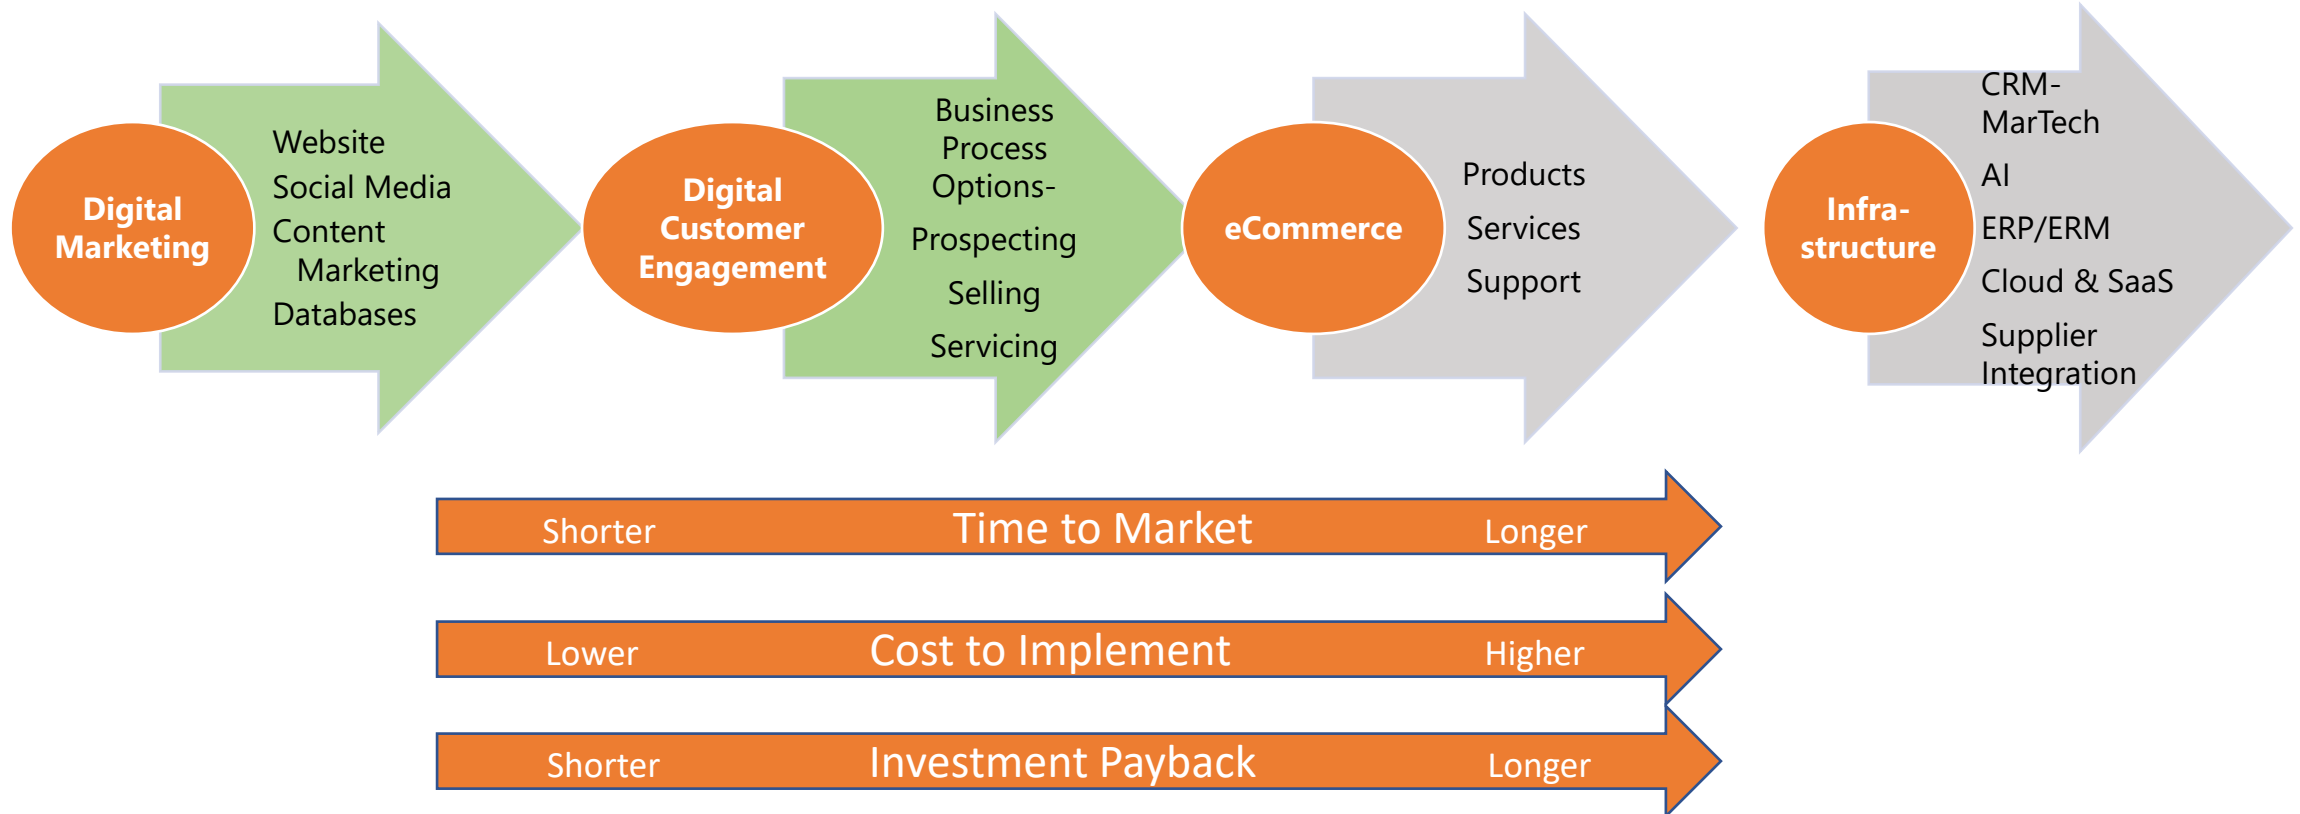 Digital
Marketing
Website
Social Media
Content
Marketing
Databases
Digital
Customer
Engagement
Business
Process
Options-
Prospecting
Selling
Servicing
eCommerce
Products
Services
Support
Infra-
structure
CRM-
MarTech
AI
ERP/ERM
Cloud & SaaS
Supplier
Integration
Shorter Time to Market Longer
Lower Cost to Implement Higher
Shorter Investment Payback Longer